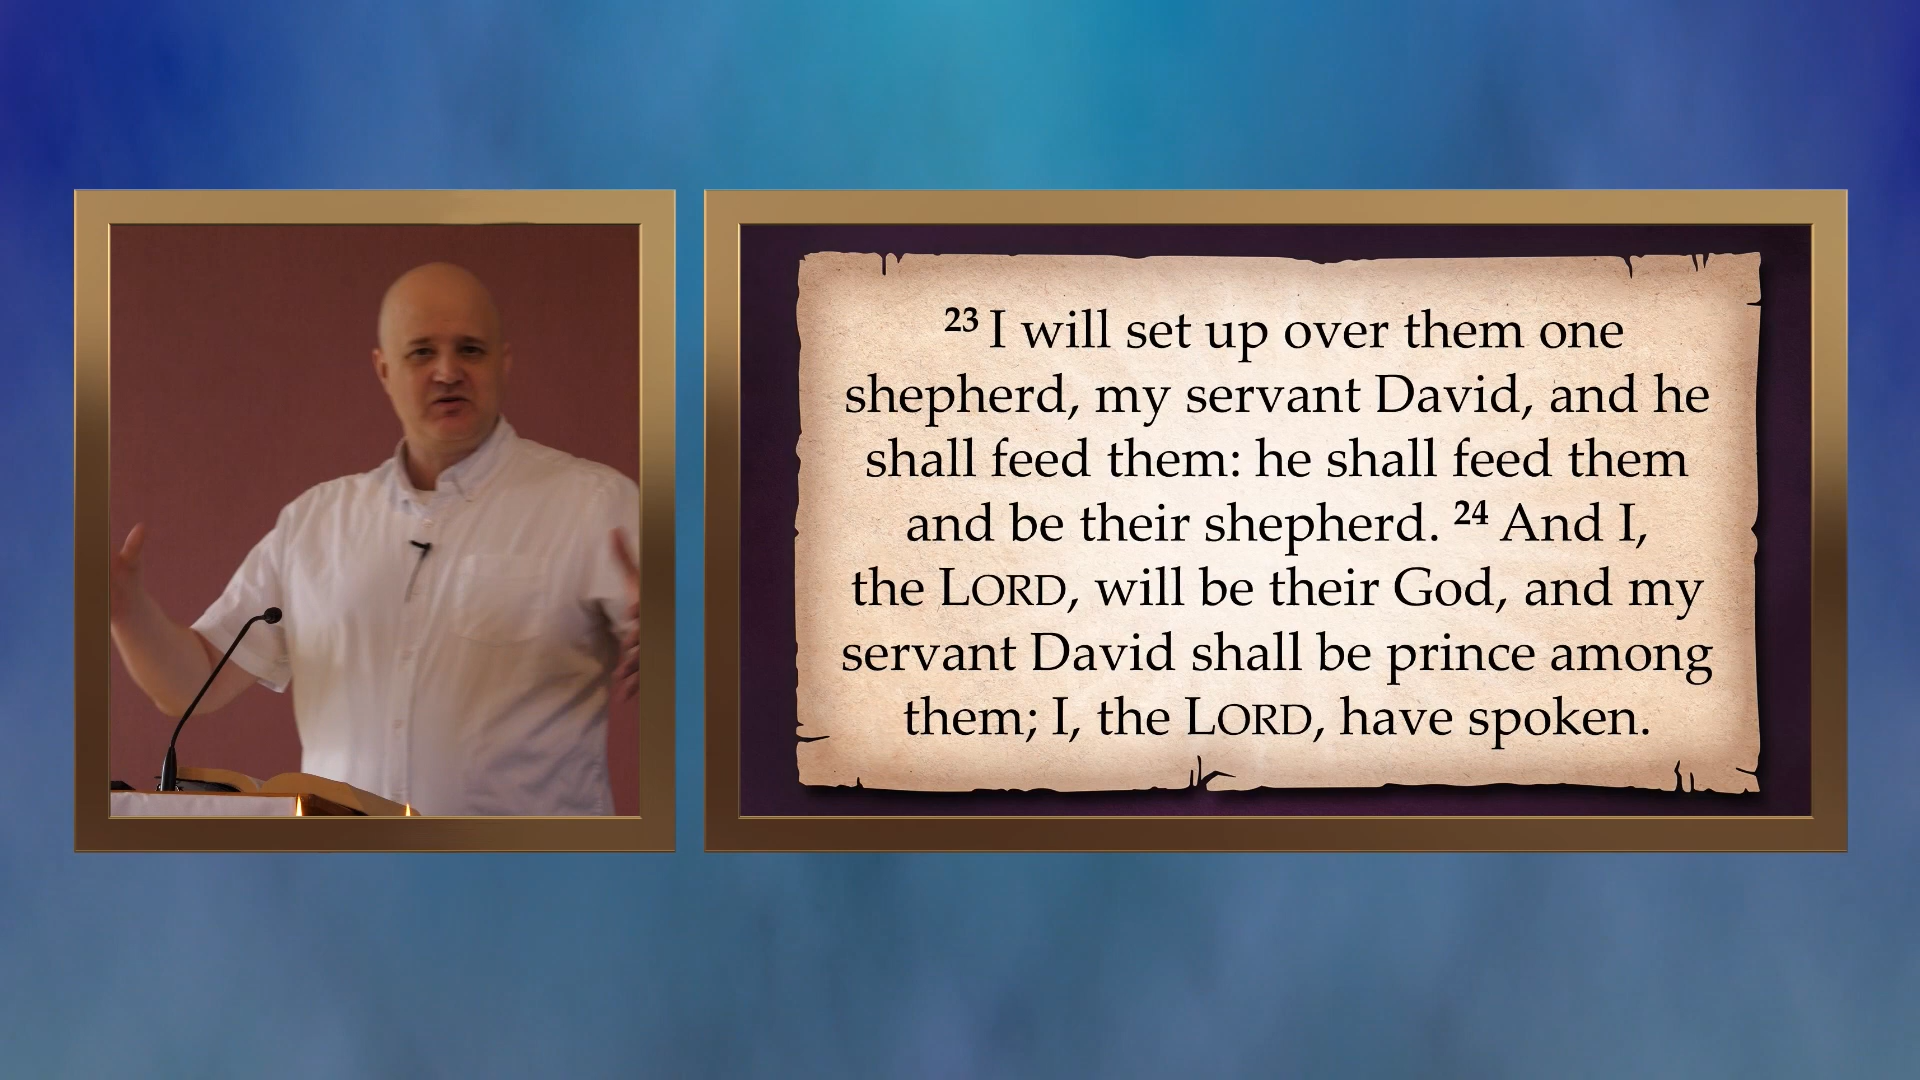 23 I will set up over them one
shepherd, my servant David, and he
shall feed them: he shall feed them
and be their shepherd. 24 And I,
the LORD, will be their God, and my
servant David shall be prince among
them; I, the LORD, have spoken.